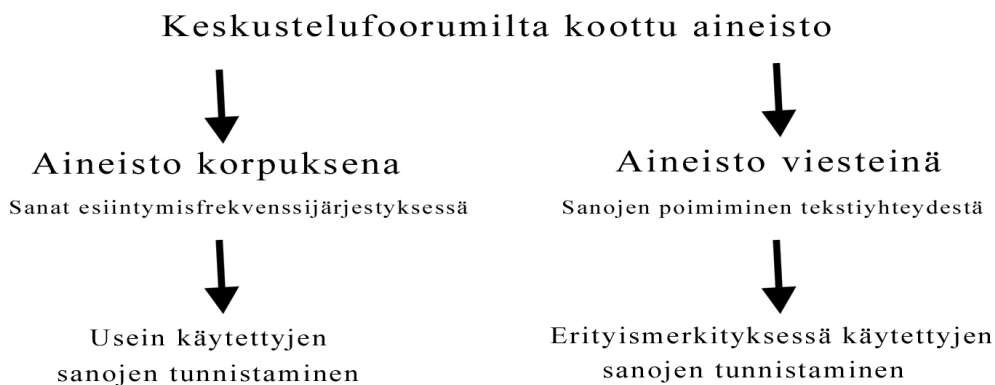 Keskustelufoorumilta koottu aineisto
Aineisto korpuksena
Sanat esiintymisfrekvenssijärjestyksessä
Usein käytettyjen
sanojen tunnistaminen
Aineisto viesteinä
Sanojen poimiminen tekstiyhteydestä
Erityismerkityksessä käytettyjen
sanojen tunnistaminen